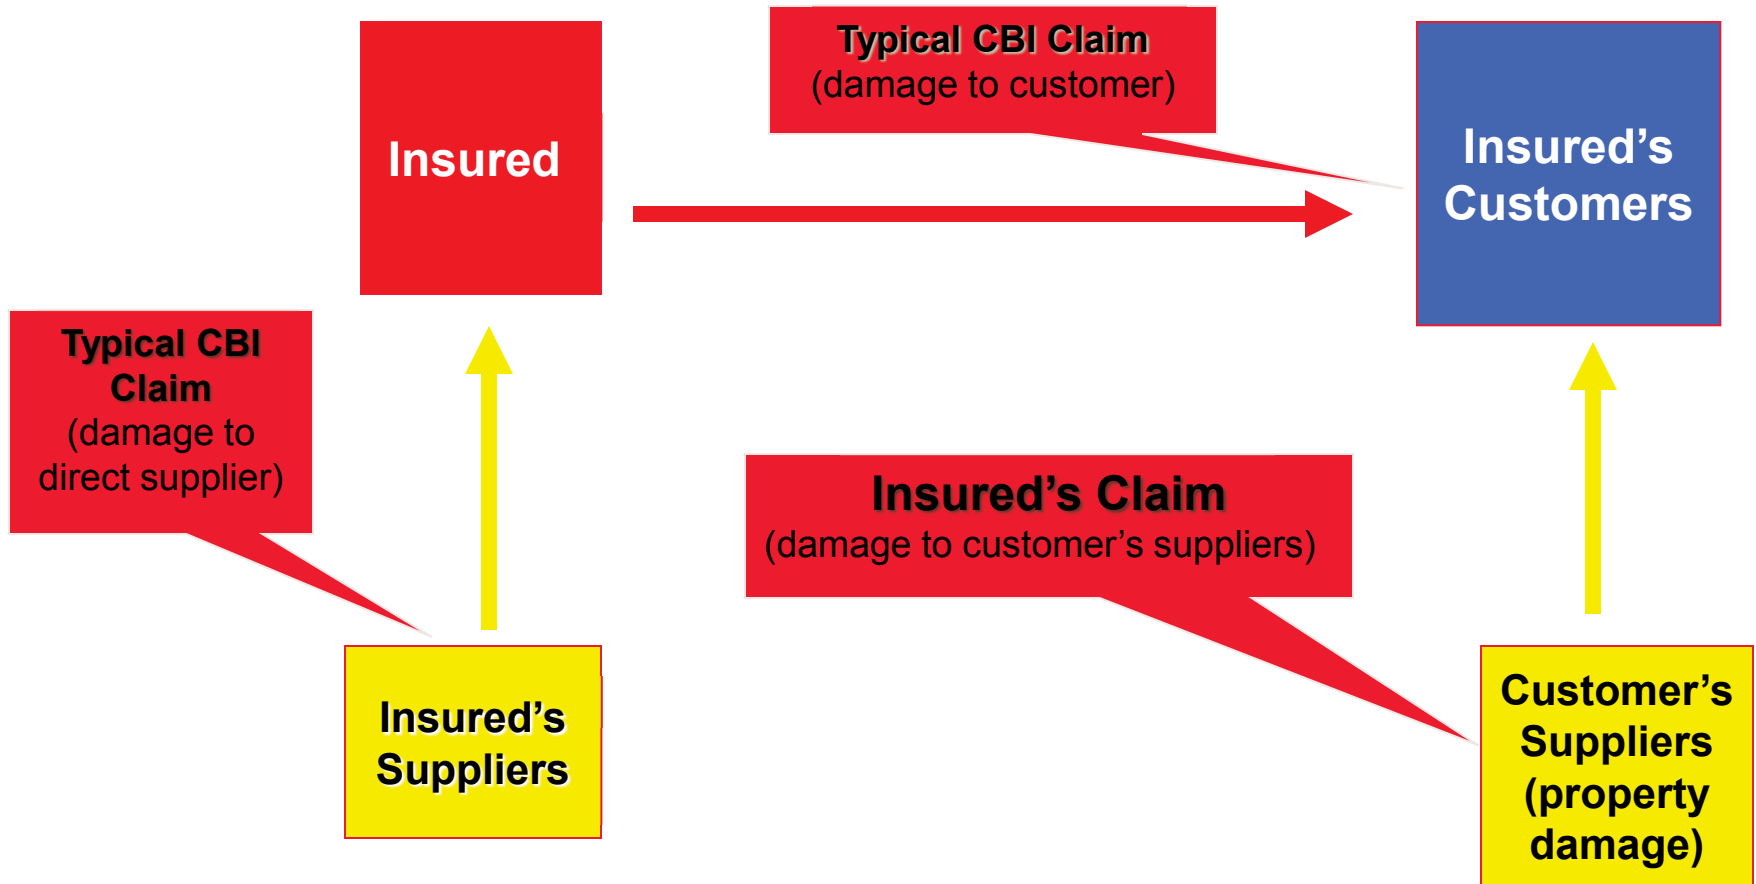 Insured
Typical CBI Claim
(damage to customer)
Insured’s
Customers
Typical CBI
Claim
(damage to
direct supplier)
Insured’s Claim
(damage to customer’s suppliers)
Insured’s
Suppliers
Customer’s
Suppliers
(property
damage)